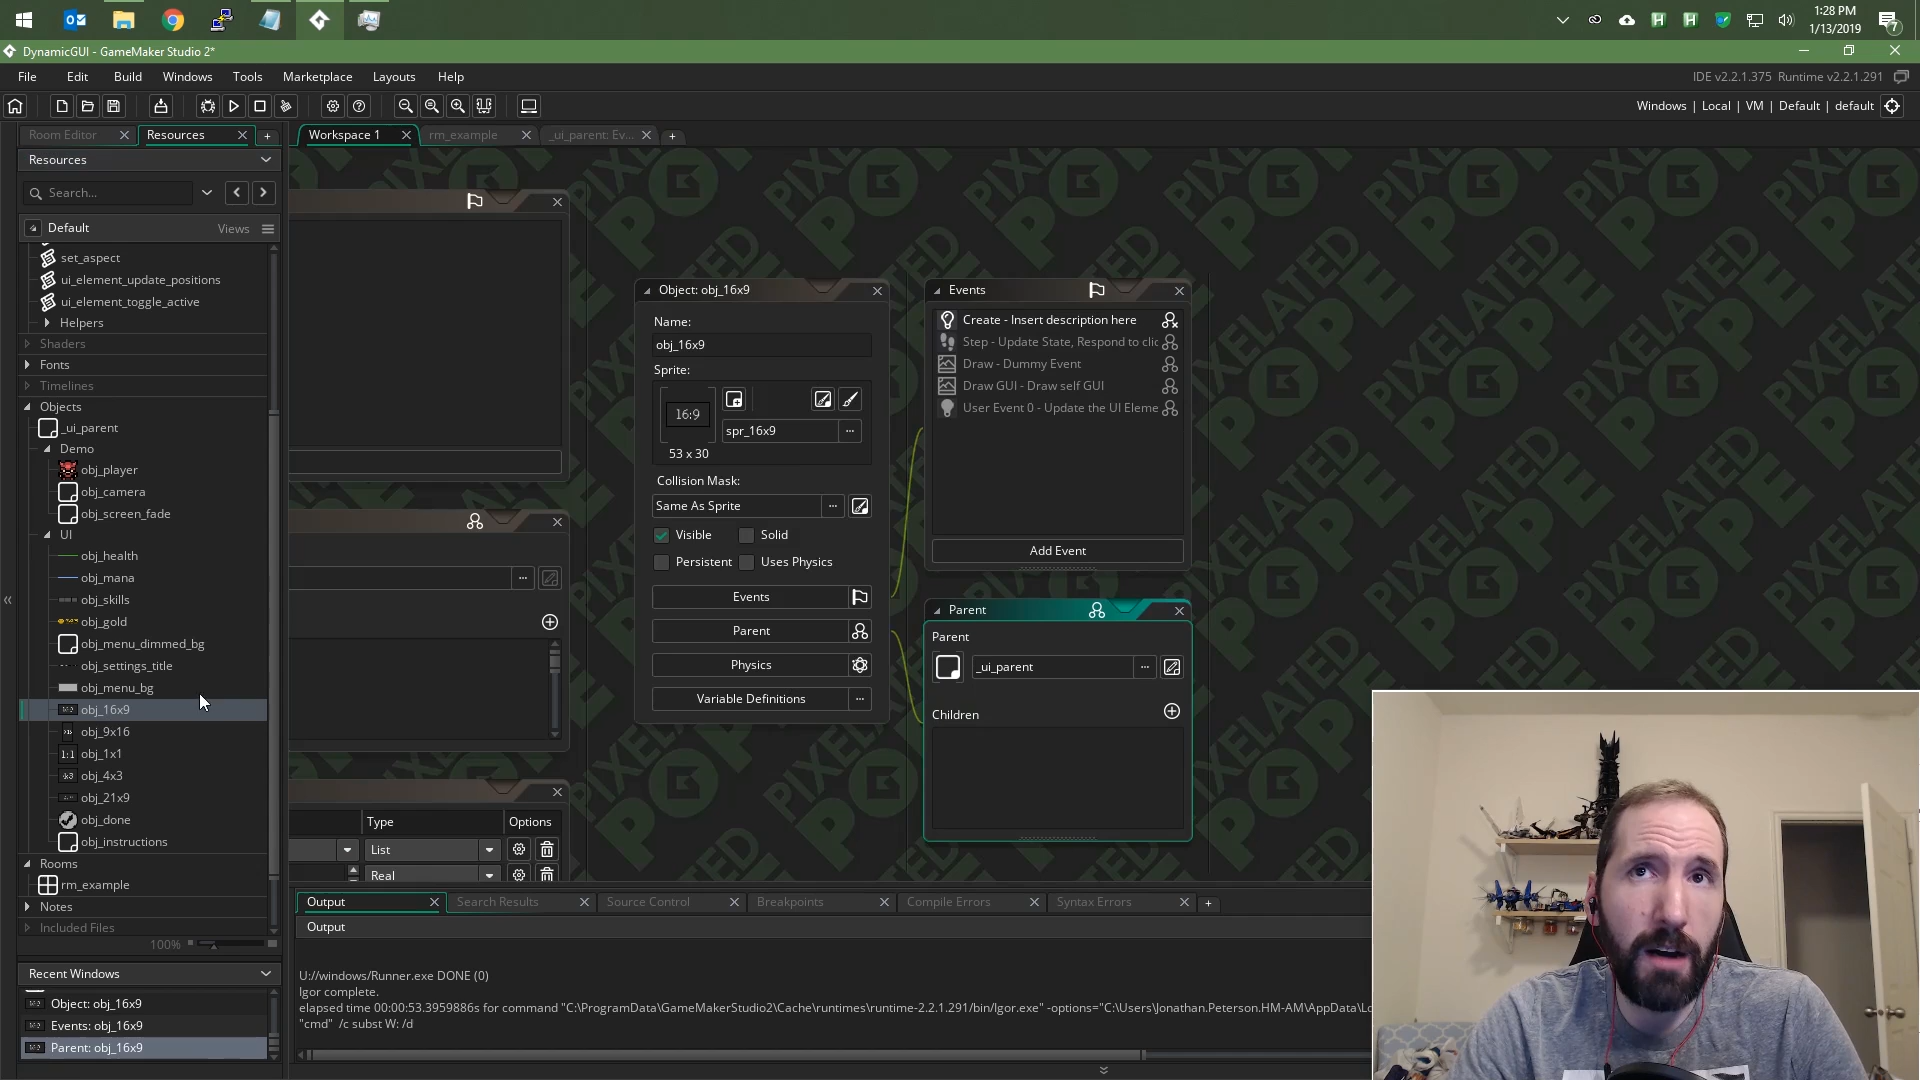 1:28 PM
1/13/2019
7
DynamicGUI - GameMaker Studio 2*
File Edit Build Windows Tools Marketplace Layouts Help
IDE v2.2.1.375 Runtime v2.2.1.291
Windows | Local | VM | Default | default
Room Editor
Resources
Workspace 1
rm_example
_ui_parent: Ev...
Resources
Search...
Default
Views
set_aspect
ui_element_update_positions
ui_element_toggle_active
Helpers
Shaders
Fonts
Timelines
Objects
_ui_parent
Demo
obj_player
obj_camera
obj_screen_fade
UI
obj_health
obj_mana
obj_skills
obj_gold
obj_menu_dimmed_bg
obj_settings_title
obj_menu_bg
obj_16x9
obj_9x16
1:1 obj_1x1
obj_4x3
obj_21x9
obj_done
obj_instructions
Rooms
rm_example
Notes
Included Files
100%
Recent Windows
Object: obj_16x9
Events: obj_16x9
Parent: obj_16x9
Type
Options
List
Real
Object: obj_16x9
Name:
obj_16x9
Sprite:
16:9
spr_16x9
...
53 x 30
Collision Mask:
Same As Sprite
...
Visible
Solid
Persistent
Uses Physics
Events
Parent
Physics
Variable Definitions
...
Events
Create - Insert description here
Step - Update State, Respond to clic
Draw - Dummy Event
Draw GUI - Draw self GUI
User Event 0 - Update the UI Eleme
Add Event
Parent
Parent
_ui_parent
...
Children
PIXELATED
POPE
Output
Search Results
Source Control
Breakpoints
Compile Errors
Syntax Errors
Output
U://windows/Runner.exe DONE (0)
Igor complete.
elapsed time 00:00:53.3959886s for command "C:\ProgramData\GameMakerStudio2\Cache\runtimes\runtime-2.2.1.291/bin/Igor.exe" -options="C:\Users\Jonathan.Peterson.HM-AM\AppData\Lo
"cmd" /c subst W: /d